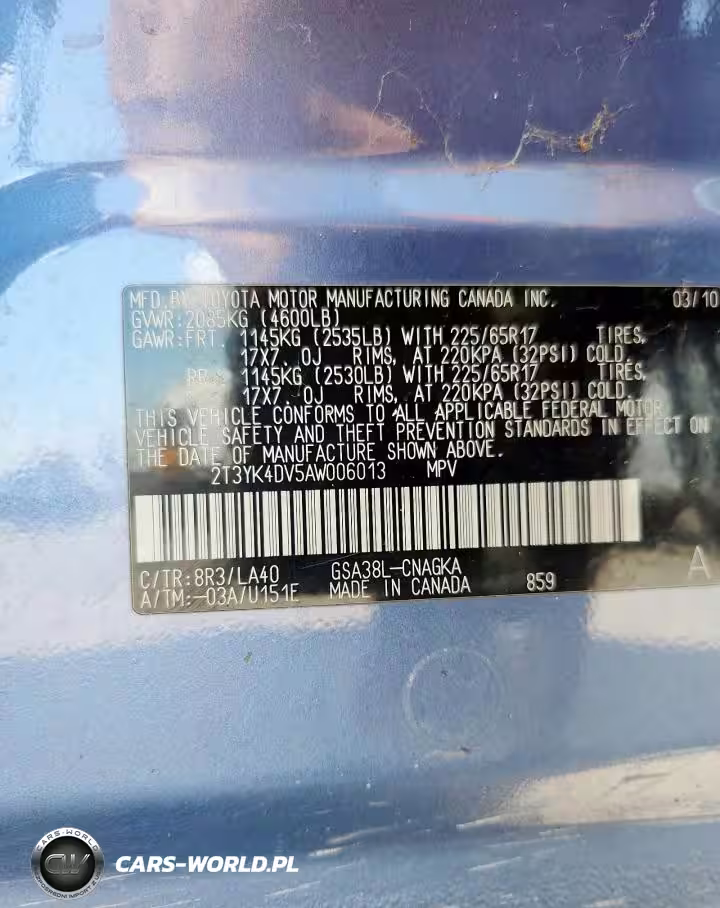 MFD.BY: TOYOTA MOTOR MANUFACTURING CANADA INC. 03/10
GVWR:2085KG (4600LB)
GAWR:FRT. 1145KG (2535LB) WITH 225/65R17 TIRES,
17X7. 0J RIMS, AT 220KPA (32PSI) COLD.
RR. 1145KG (2530LB) WITH 225/65R17 TIRES,
17X7. 0J RIMS, AT 220KPA (32PSI) COLD.
THIS VEHICLE CONFORMS TO ALL APPLICABLE FEDERAL MOTOR
VEHICLE SAFETY AND THEFT PREVENTION STANDARDS IN EFFECT ON
THE DATE OF MANUFACTURE SHOWN ABOVE.
2T3YK4DV5AW006013 MPV
C/TR:8R3/LA40 GSA38L-CNAGKA
A/TM:-03A/U151E MADE IN CANADA 859 A
CARS-WORLD
CW
CARS-WORLD.PL